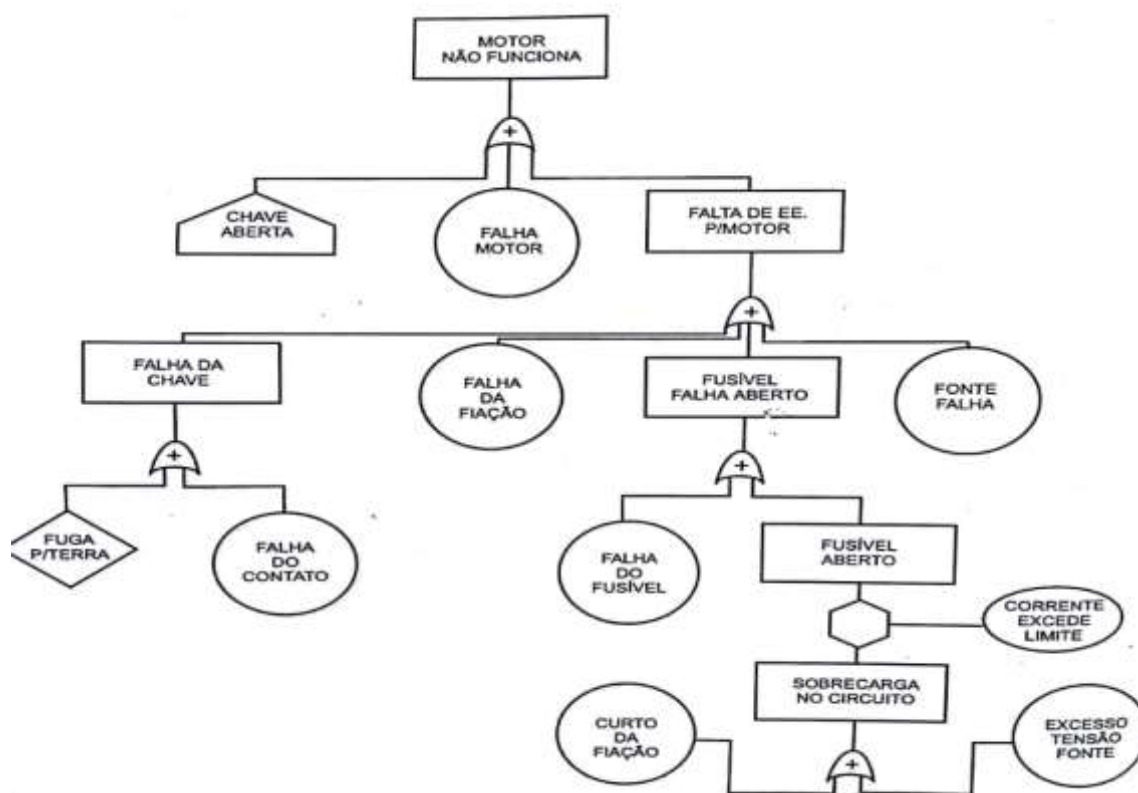 MOTOR
NÃO FUNCIONA
+
CHAVE
ABERTA
FALHA
MOTOR
FALTA DE EE.
P/MOTOR
+
FALHA DA
CHAVE
FALHA
DA
FIAÇÃO
FUSÍVEL
FALHA ABERTO
FONTE
FALHA
+
+
FUGA
P/TERRA
FALHA
DO
CONTATO
FALHA
DO
FUSÍVEL
FUSÍVEL
ABERTO
CORRENTE
EXCEDE
LIMITE
SOBRECARGA
NO CIRCUITO
CURTO
DA
FIAÇÃO
EXCESSO
TENSÃO
FONTE
+